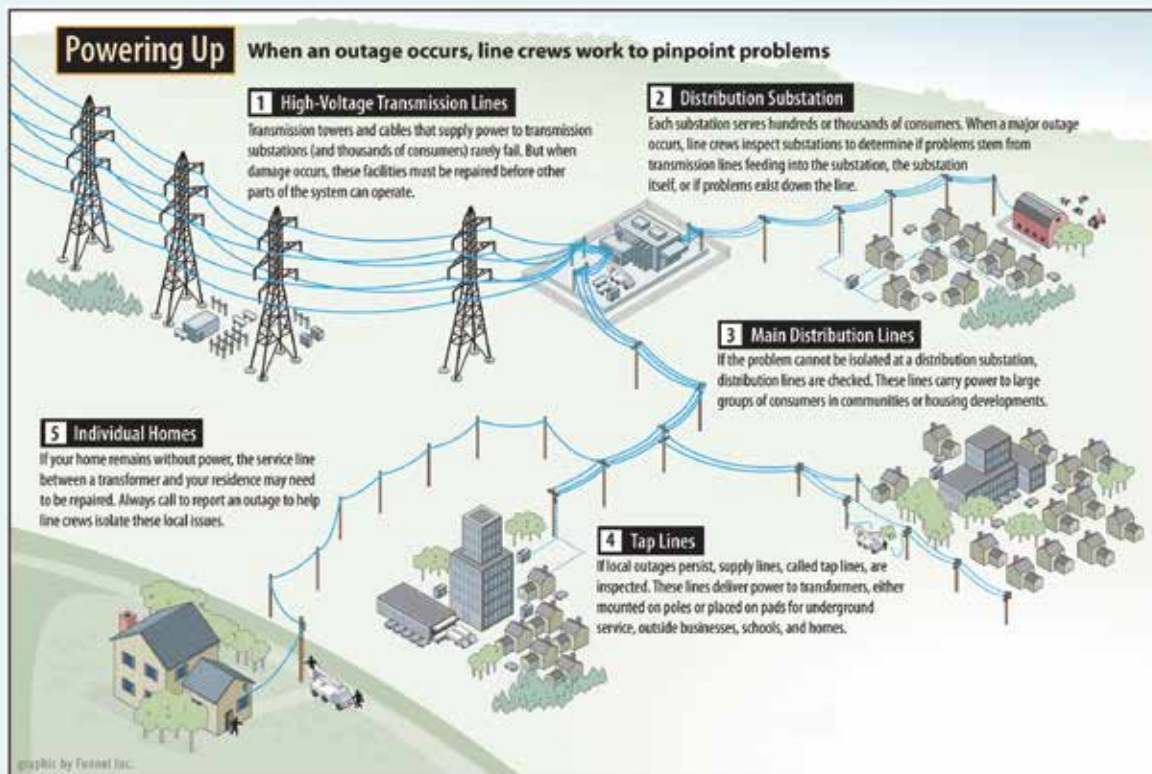 Powering Up
When an outage occurs, line crews work to pinpoint problems
1 High-Voltage Transmission Lines
Transmission towers and cables that supply power to transmission
substations (and thousands of consumers) rarely fail. But when
damage occurs, these facilities must be repaired before other
parts of the system can operate.
2 Distribution Substation
Each substation serves hundreds or thousands of consumers. When a major outage
occurs, line crews inspect substations to determine if problems stem from
transmission lines feeding into the substation, the substation
itself, or if problems exist down the line.
3 Main Distribution Lines
If the problem cannot be isolated at a distribution substation,
distribution lines are checked. These lines carry power to large
groups of consumers in communities or housing developments.
4 Tap Lines
If local outages persist, supply lines, called tap lines, are
inspected. These lines deliver power to transformers, either
mounted on poles or placed on pads for underground
service, outside businesses, schools, and homes.
5 Individual Homes
If your home remains without power, the service line
between a transformer and your residence may need
to be repaired. Always call to report an outage to help
line crews isolate these local issues.
graphic by Funnel Inc.